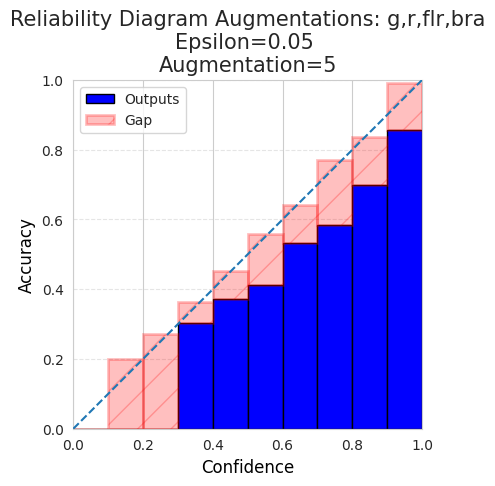 Reliability Diagram Augmentations: g,r,flr,bra
Epsilon=0.05
Augmentation=5
1.0
0.8
0.6
0.4
0.2
0.0
Accuracy
Outputs
Gap
0.0 0.2 0.4 0.6 0.8 1.0
Confidence